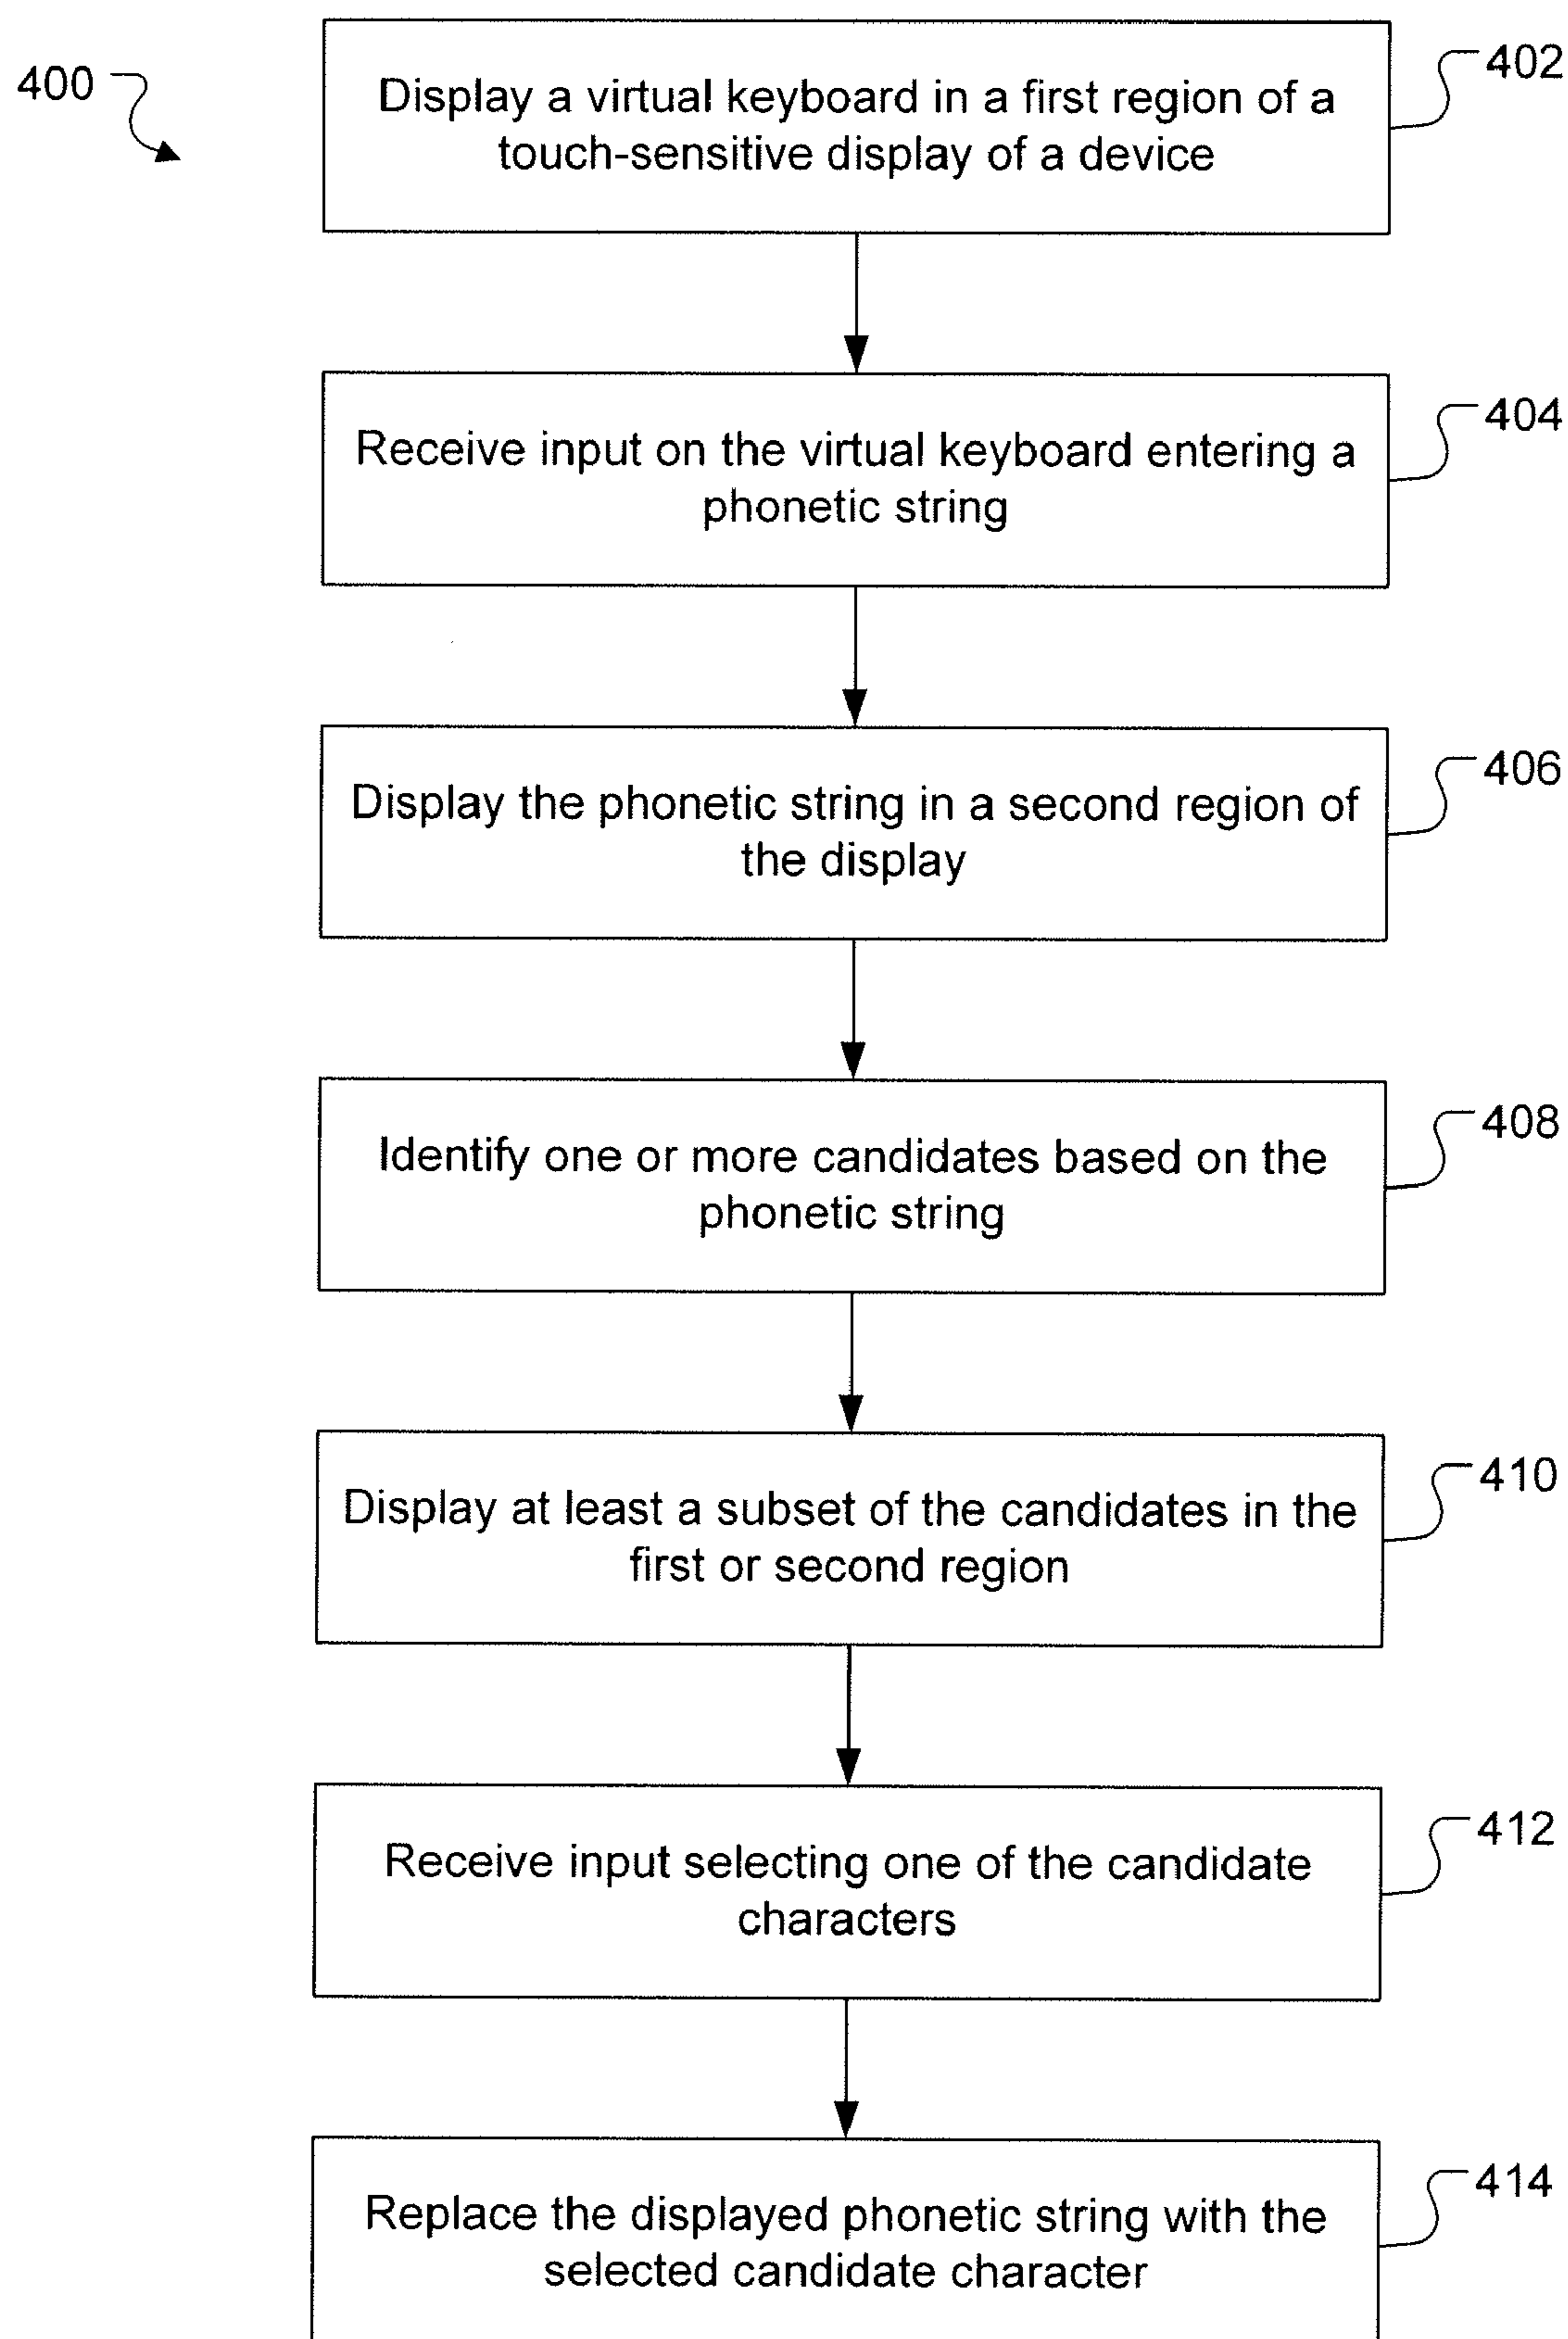 400
Display a virtual keyboard in a first region of a
touch-sensitive display of a device
402
Receive input on the virtual keyboard entering a
phonetic string
404
Display the phonetic string in a second region of
the display
406
Identify one or more candidates based on the
phonetic string
408
Display at least a subset of the candidates in the
first or second region
410
Receive input selecting one of the candidate
characters
412
Replace the displayed phonetic string with the
selected candidate character
414